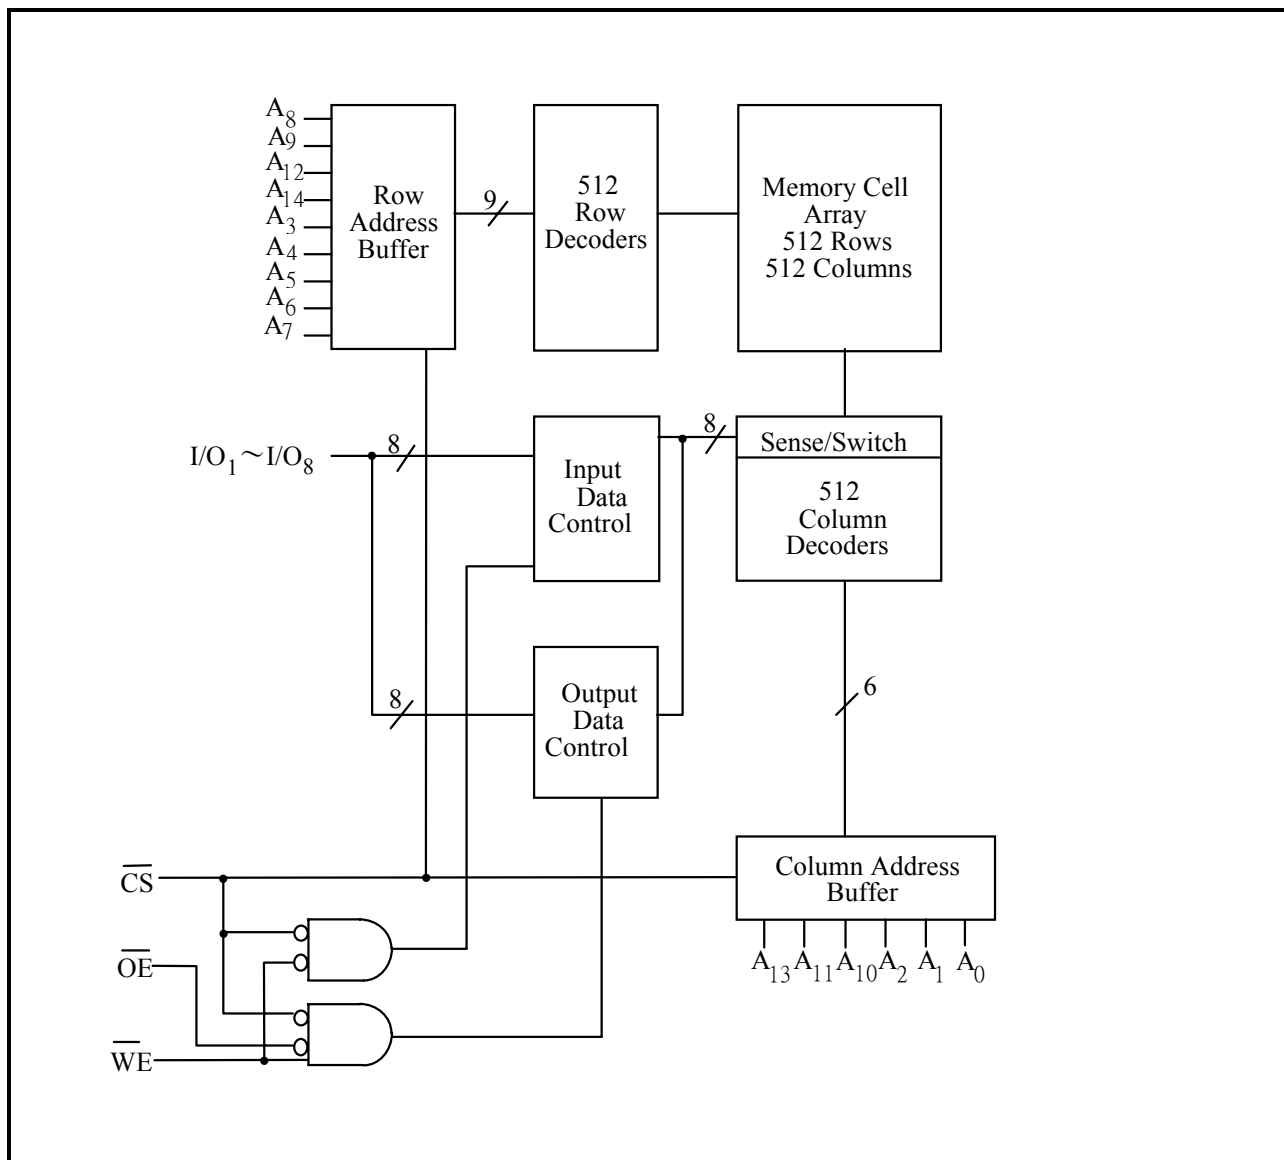 A8
A9
A12
A14
A3
A4
A5
A6
A7
Row
Address
Buffer
9
512
Row
Decoders
Memory Cell
Array
512 Rows
512 Columns
I/O1～I/O8
8
Input
Data
Control
8
Sense/Switch
512
Column
Decoders
8
Output
Data
Control
6
Column Address
Buffer
A13 A11 A10 A2 A1 A0
CS
OE
WE